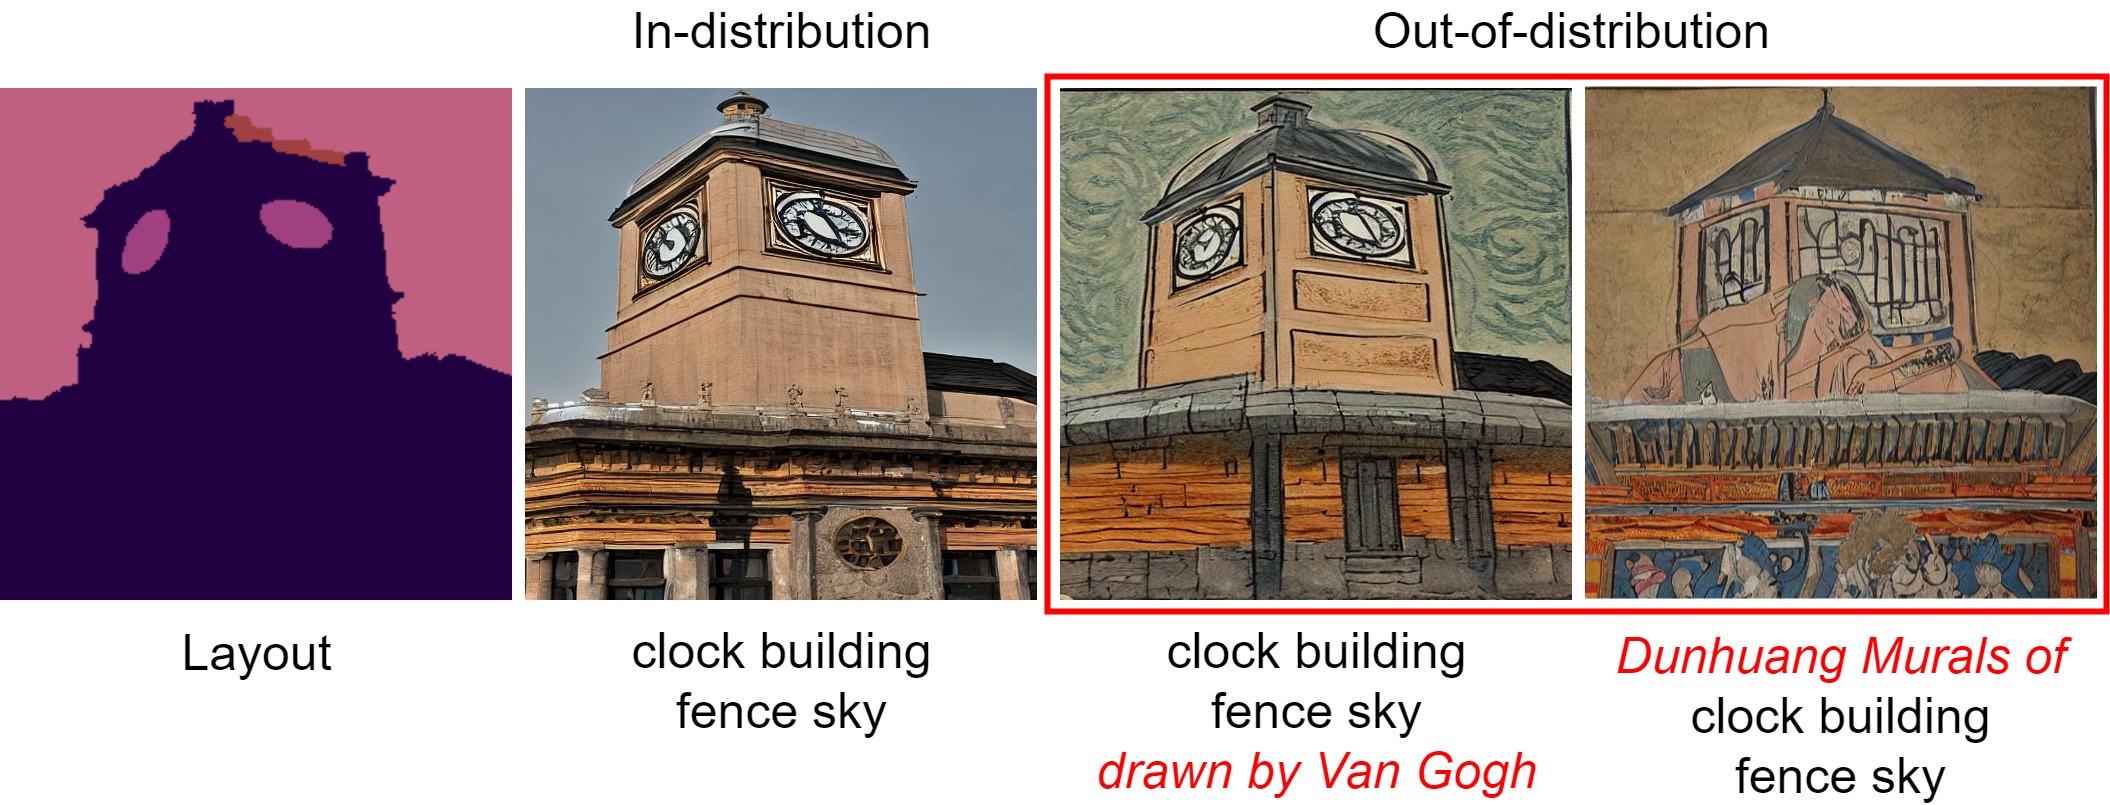 In-distribution
Out-of-distribution
Layout
clock building
fence sky
clock building
fence sky
drawn by Van Gogh
Dunhuang Murals of
clock building
fence sky